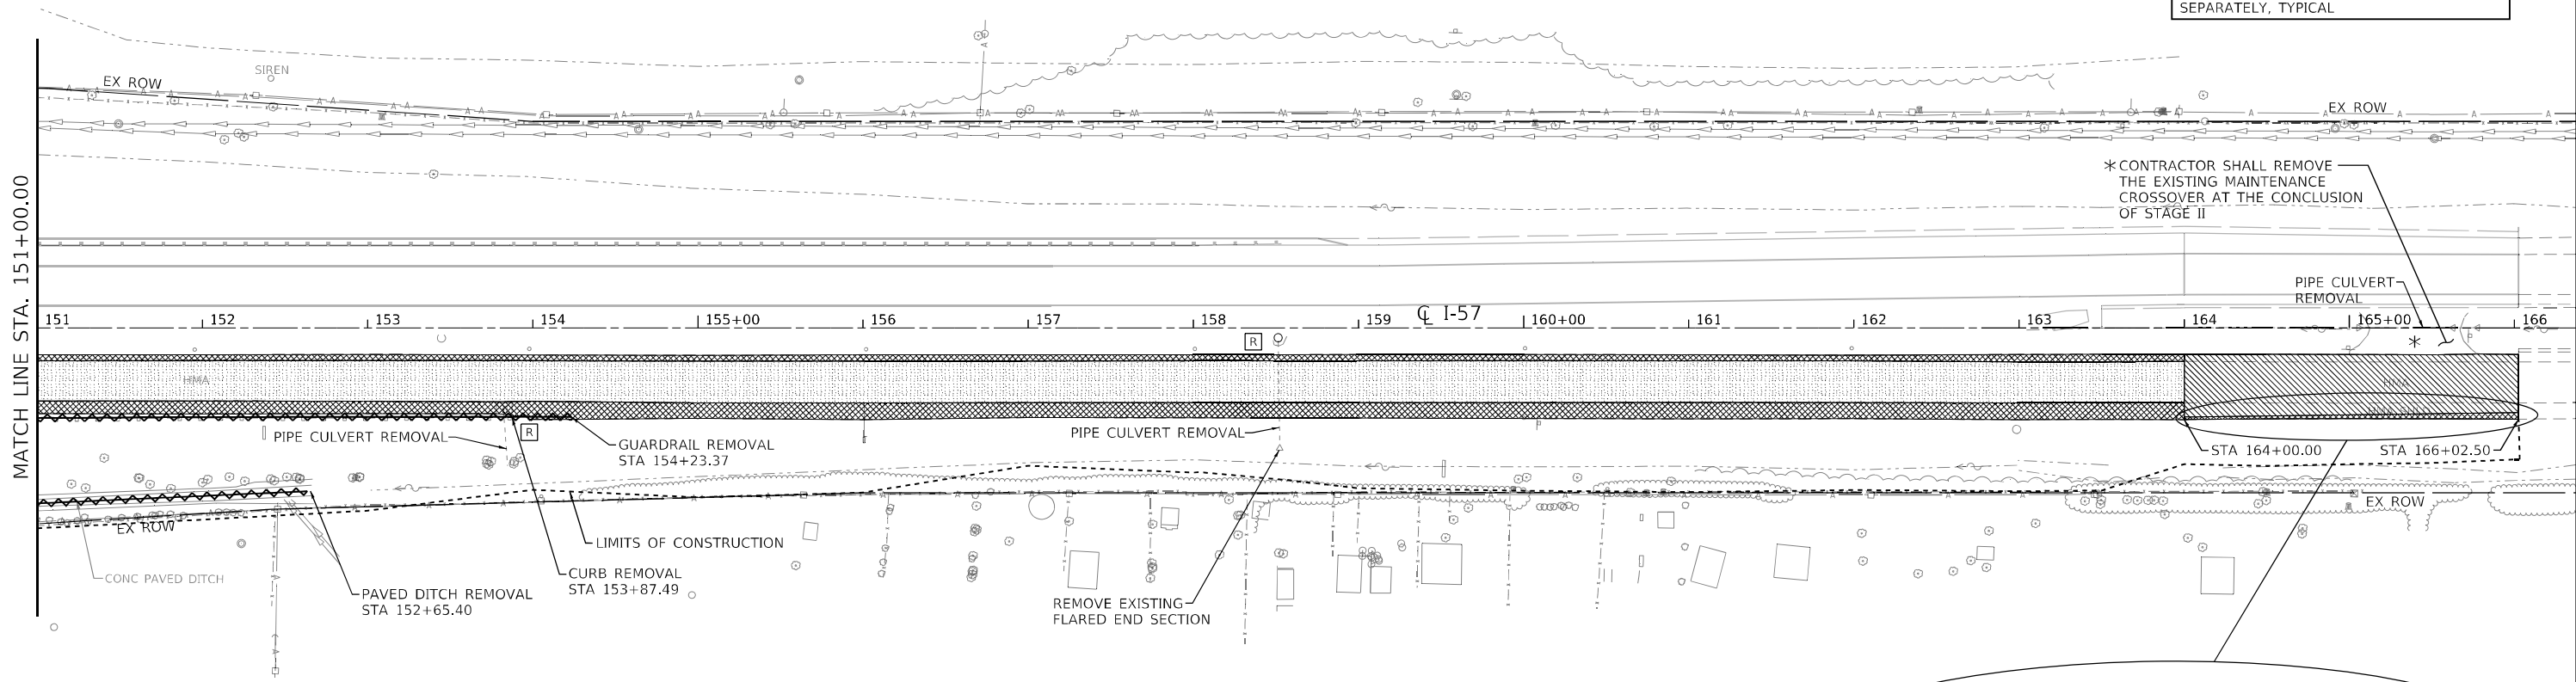 SEPARATELY, TYPICAL
SIREN
EX ROW
EX ROW
* CONTRACTOR SHALL REMOVE
THE EXISTING MAINTENANCE
CROSSOVER AT THE CONCLUSION
OF STAGE II
PIPE CULVERT
REMOVAL
MATCH LINE STA. 151+00.00
151
152
153
154
155+00
156
157
158
159
℄ I-57
160+00
161
162
163
164
165+00
166
R
*
HMA
HMA
R
PIPE CULVERT REMOVAL
GUARDRAIL REMOVAL
STA 154+23.37
PIPE CULVERT REMOVAL
STA 164+00.00
STA 166+02.50
EX ROW
EX ROW
LIMITS OF CONSTRUCTION
CONC PAVED DITCH
CURB REMOVAL
STA 153+87.49
PAVED DITCH REMOVAL
STA 152+65.40
REMOVE EXISTING
FLARED END SECTION